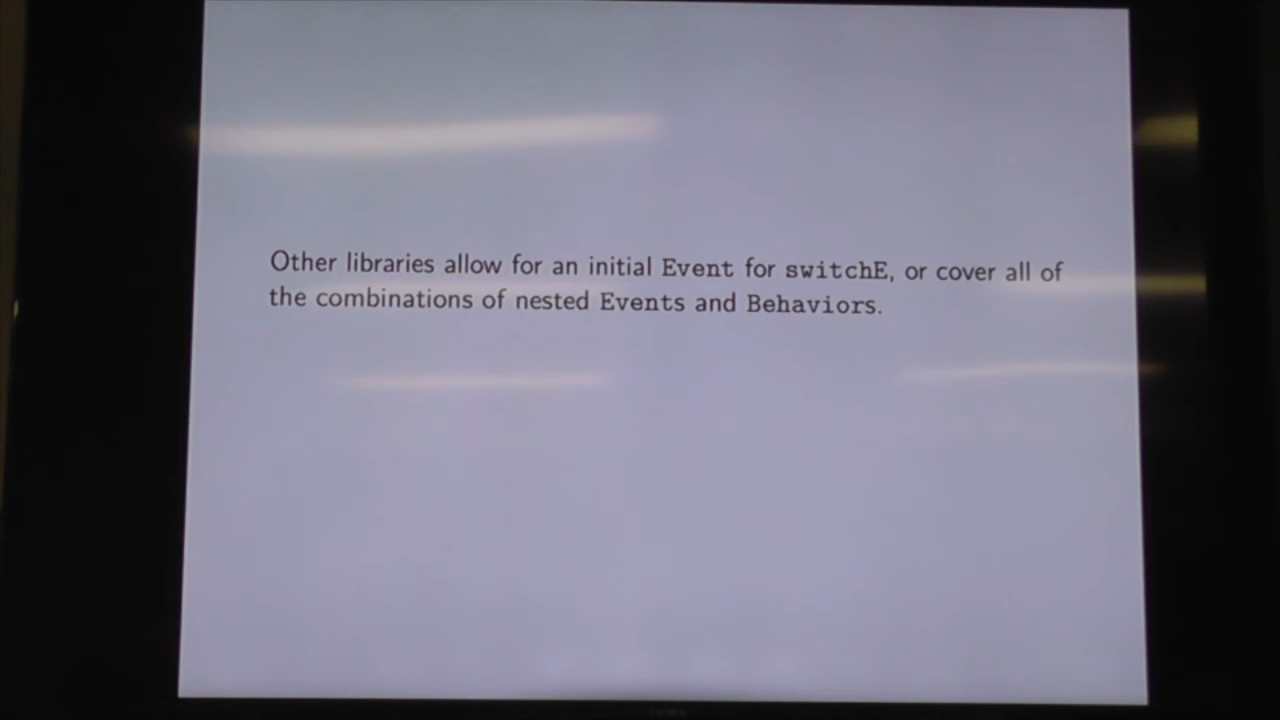 Other libraries allow for an initial Event for switchE, or cover all of
the combinations of nested Events and Behaviors.